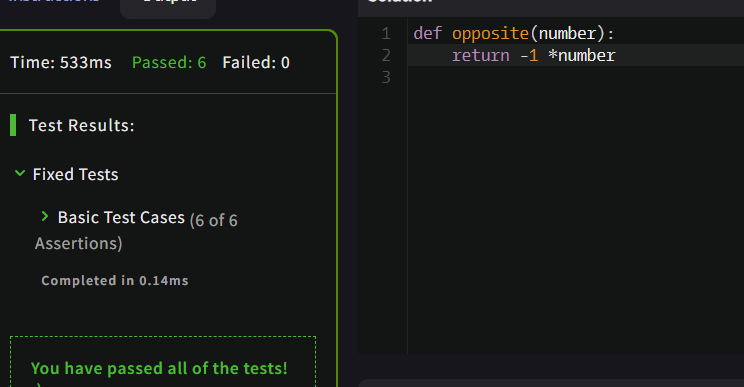 Instructions
Output
Solution
Time: 533ms Passed: 6 Failed: 0
Test Results:
Fixed Tests
Basic Test Cases (6 of 6
Assertions)
Completed in 0.14ms
You have passed all of the tests!
1 def opposite(number):
2 return -1 *number
3